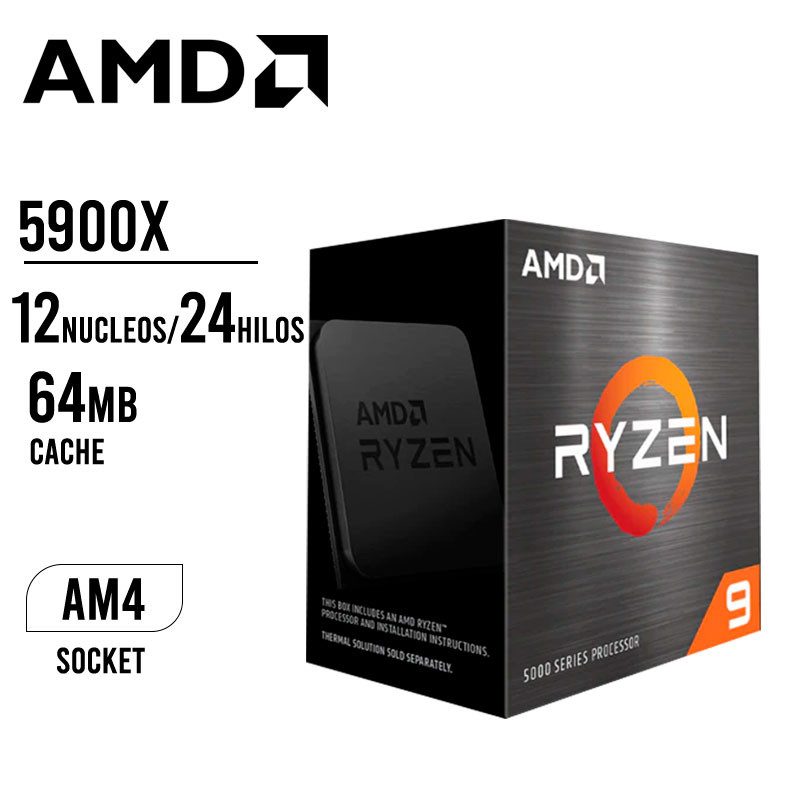 AMD
5900X
12NUCLEOS/24HILOS
64MB
CACHE
AM4
SOCKET
AMD
RYZEN
THIS BOX INCLUDES AN AMD RYZEN™
PROCESSOR AND INSTALLATION INSTRUCTIONS.
THERMAL SOLUTION SOLD SEPARATELY.
AMD
RYZEN
9
5000 SERIES PROCESSOR